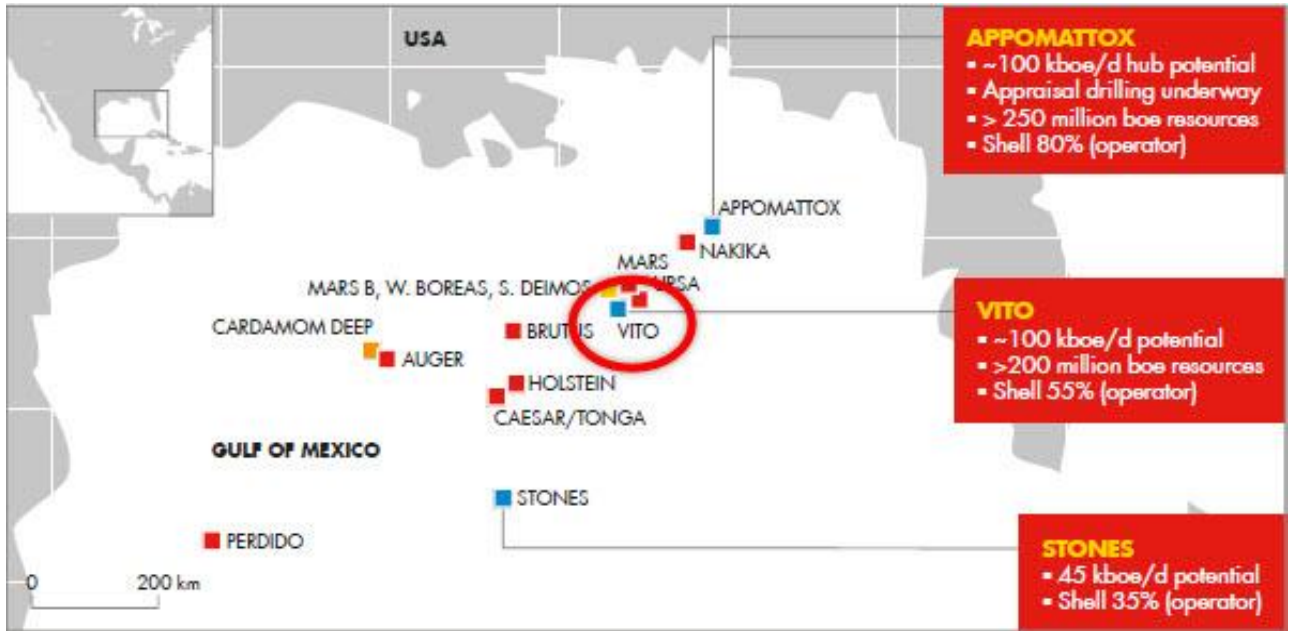 USA
APPOMATTOX
▪ ~100 kboe/d hub potential
▪ Appraisal drilling underway
▪ > 250 million boe resources
▪ Shell 80% (operator)
APPOMATTOX
NAKIKA
MARS
URSA
MARS B, W. BOREAS, S. DEIMOS
VITO
▪ ~100 kboe/d potential
▪ >200 million boe resources
▪ Shell 55% (operator)
CARDAMOM DEEP
BRUTUS
VITO
AUGER
HOLSTEIN
CAESAR/TONGA
GULF OF MEXICO
STONES
PERDIDO
STONES
▪ 45 kboe/d potential
▪ Shell 35% (operator)
0 200 km